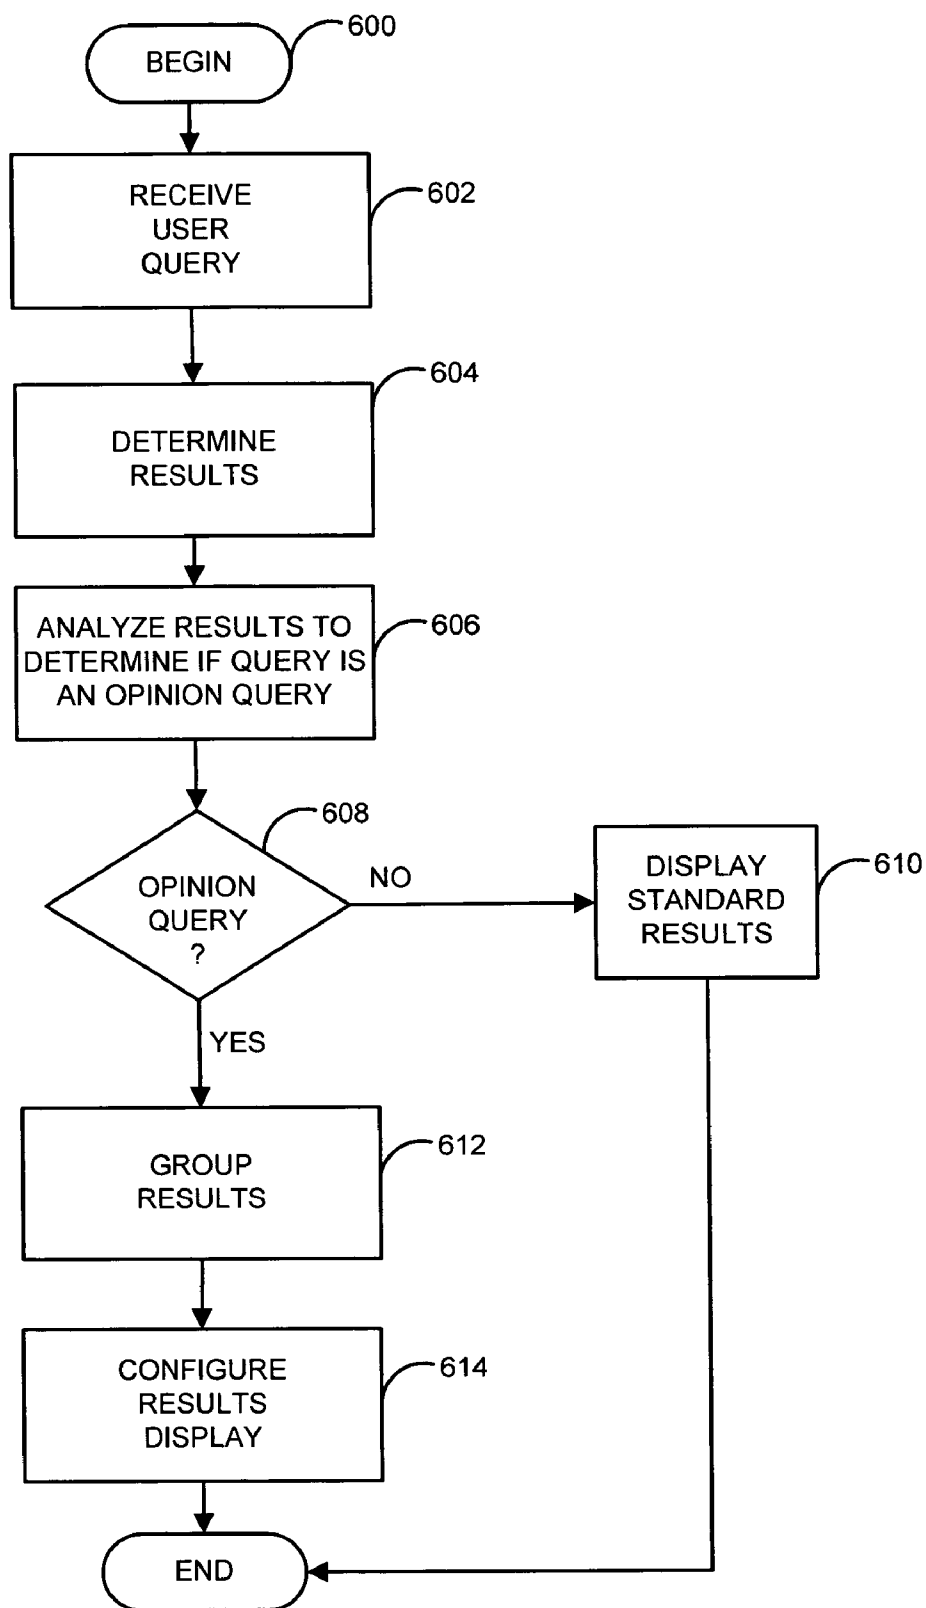 600
BEGIN
RECEIVE
USER
QUERY
602
DETERMINE
RESULTS
604
ANALYZE RESULTS TO
DETERMINE IF QUERY IS
AN OPINION QUERY
606
OPINION
QUERY
?
608
NO
DISPLAY
STANDARD
RESULTS
610
YES
GROUP
RESULTS
612
CONFIGURE
RESULTS
DISPLAY
614
END